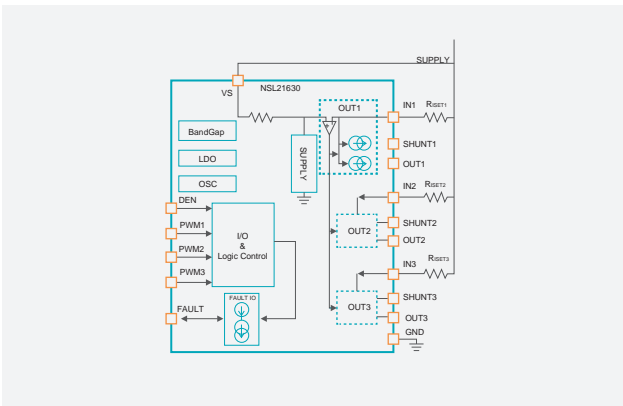 SUPPLY
NSL21630
VS
OUT1
IN1
RISET1
BandGap
SUPPLY
SHUNT1
LDO
OUT1
OSC
IN2
RISET2
DEN
PWM1
I/O
&
Logic Control
OUT2
SHUNT2
OUT2
PWM2
PWM3
IN3
RISET3
FAULT IO
FAULT
OUT3
SHUNT3
OUT3
GND